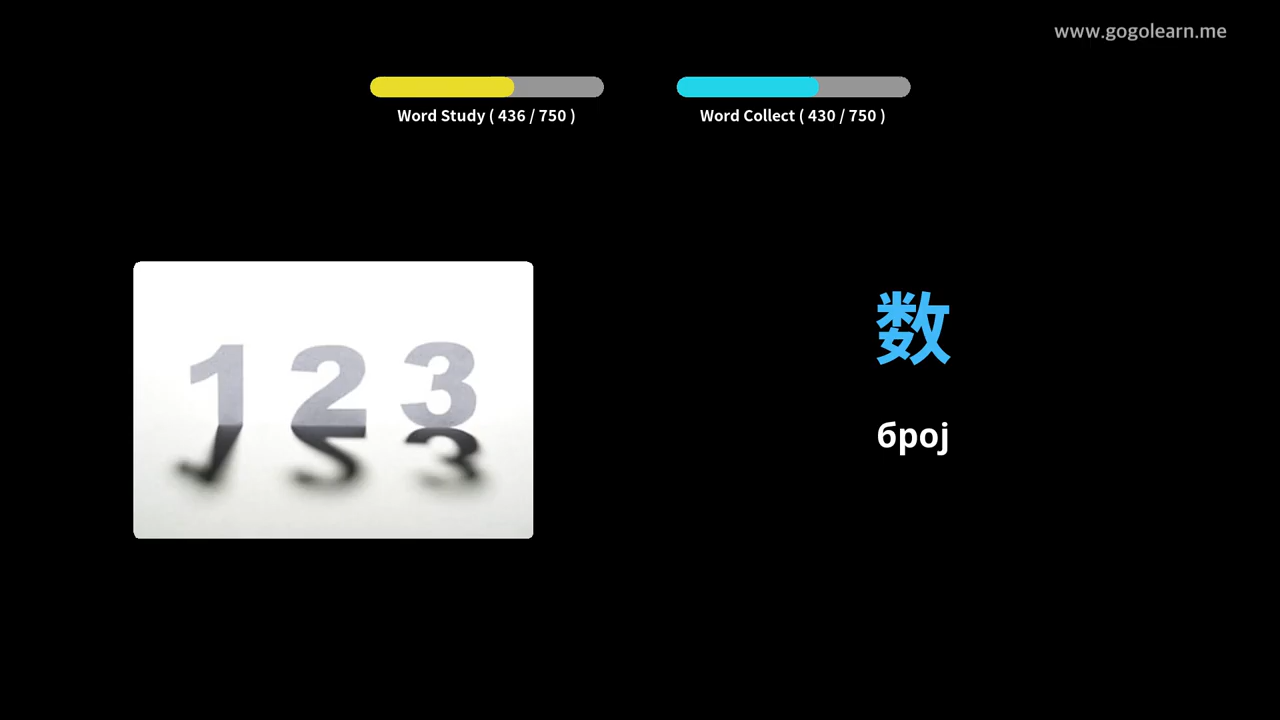 www.gogolearn.me
Word Study ( 436 / 750 )
Word Collect ( 430 / 750 )
1 2 3
数
број